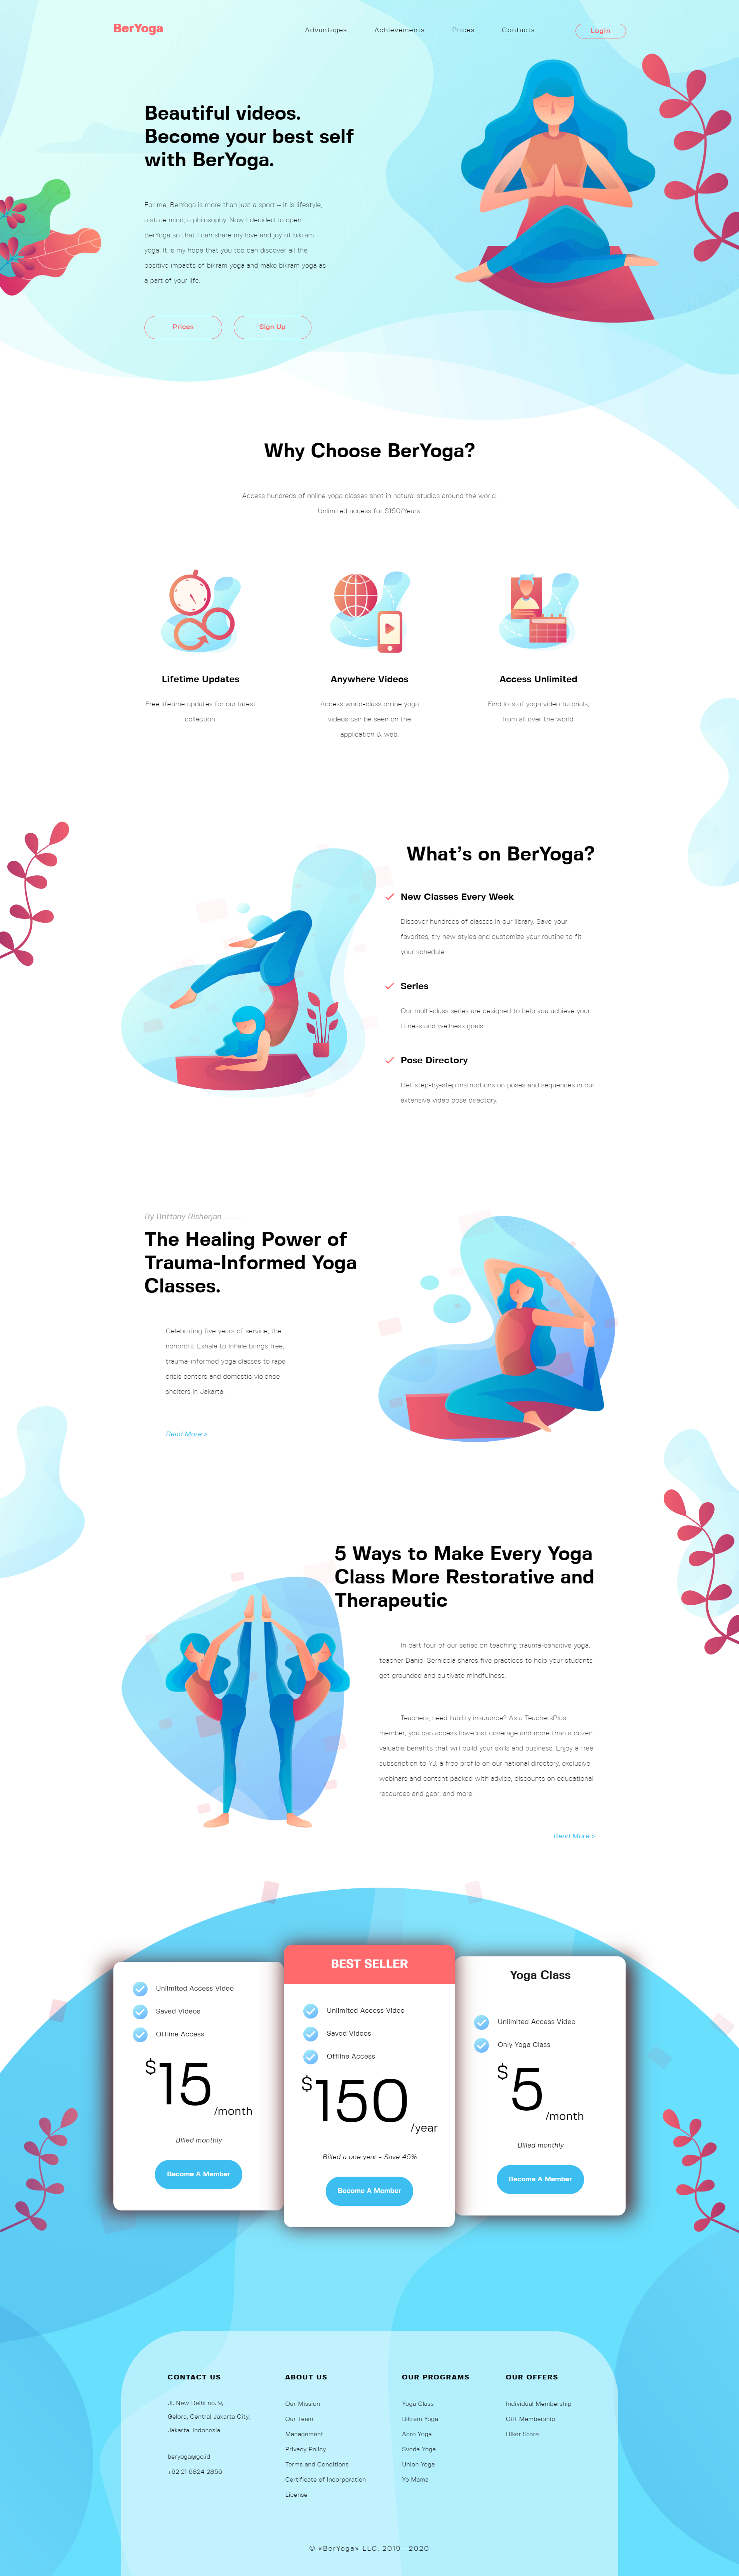 BerYoga
Advantages
Achievements
Prices
Contacts
Login
Beautiful videos.
Become your best self
with BerYoga.
For me, BerYoga is more than just a sport – it is lifestyle,
a state mind, a philosophy. Now I decided to open
BerYoga so that I can share my love and joy of bikram
yoga. It is my hope that you too can discover all the
positive impacts of bikram yoga and make bikram yoga as
a part of your life.
Prices
Sign Up
Why Choose BerYoga?
Access hundreds of online yoga classes shot in natural studios around the world.
Unlimited access for $150/Years.
Lifetime Updates
Free lifetime updates for our latest
collection.
Anywhere Videos
Access world-class online yoga
videos can be seen on the
application & web.
Access Unlimited
Find lots of yoga video tutorials,
from all over the world.
What's on BerYoga?
New Classes Every Week
Discover hundreds of classes in our library. Save your
favorites, try new styles and customize your routine to fit
your schedule.
Series
Our multi-class series are designed to help you achieve your
fitness and wellness goals.
Pose Directory
Get step-by-step instructions on poses and sequences in our
extensive video pose directory.
By Brittany Risherjan
The Healing Power of
Trauma-Informed Yoga
Classes.
Celebrating five years of service, the
nonprofit Exhale to Inhale brings free,
trauma-informed yoga classes to rape
crisis centers and domestic violence
shelters in Jakarta.
Read More >
5 Ways to Make Every Yoga
Class More Restorative and
Therapeutic
In part four of our series on teaching trauma-sensitive yoga,
teacher Daniel Sernicola shares five practices to help your students
get grounded and cultivate mindfulness.
Teachers, need liability insurance? As a TeachersPlus
member, you can access low-cost coverage and more than a dozen
valuable benefits that will build your skills and business. Enjoy a free
subscription to YJ, a free profile on our national directory, exclusive
webinars and content packed with advice, discounts on educational
resources and gear, and more.
Read More >
Unlimited Access Video
Saved Videos
Offline Access
$15/month
Billed monthly
Become A Member
BEST SELLER
Unlimited Access Video
Saved Videos
Offline Access
$150/year
Billed a one year - Save 45%
Become A Member
Yoga Class
Unlimited Access Video
Only Yoga Class
$5/month
Billed monthly
Become A Member
CONTACT US
Jl. New Delhi no. 9,
Gelora, Central Jakarta City,
Jakarta, Indonesia
beryoga@go.id
+62 21 6824 2856
ABOUT US
Our Mission
Our Team
Management
Privacy Policy
Terms and Conditions
Certificate of Incorporation
License
OUR PROGRAMS
Yoga Class
Bikram Yoga
Acro Yoga
Sveda Yoga
Union Yoga
Yo Mama
OUR OFFERS
Individual Membership
Gift Membership
Hiker Store
© «BerYoga» LLC, 2019—2020